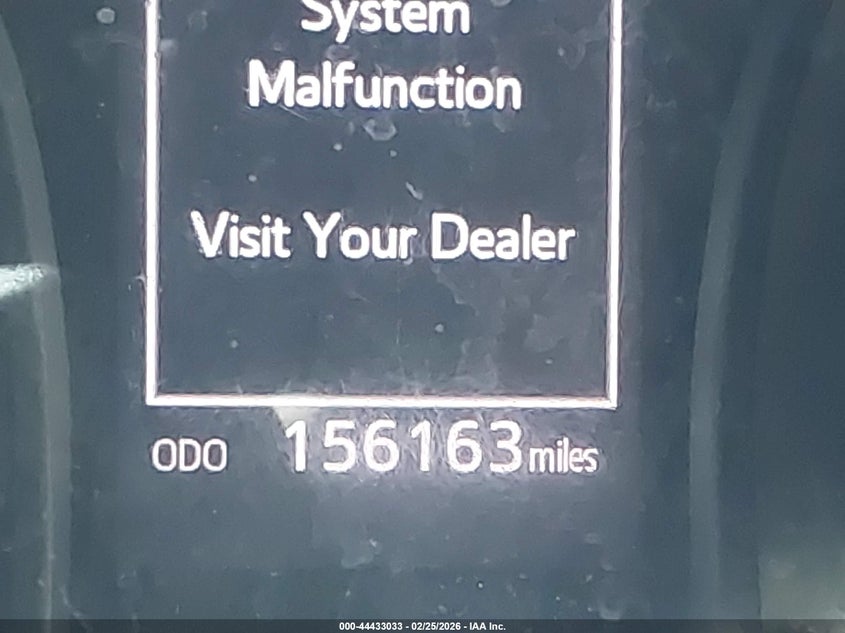 System
Malfunction
Visit Your Dealer
ODO 156163 miles
000-44433033 - 02/25/2026 - IAA Inc.